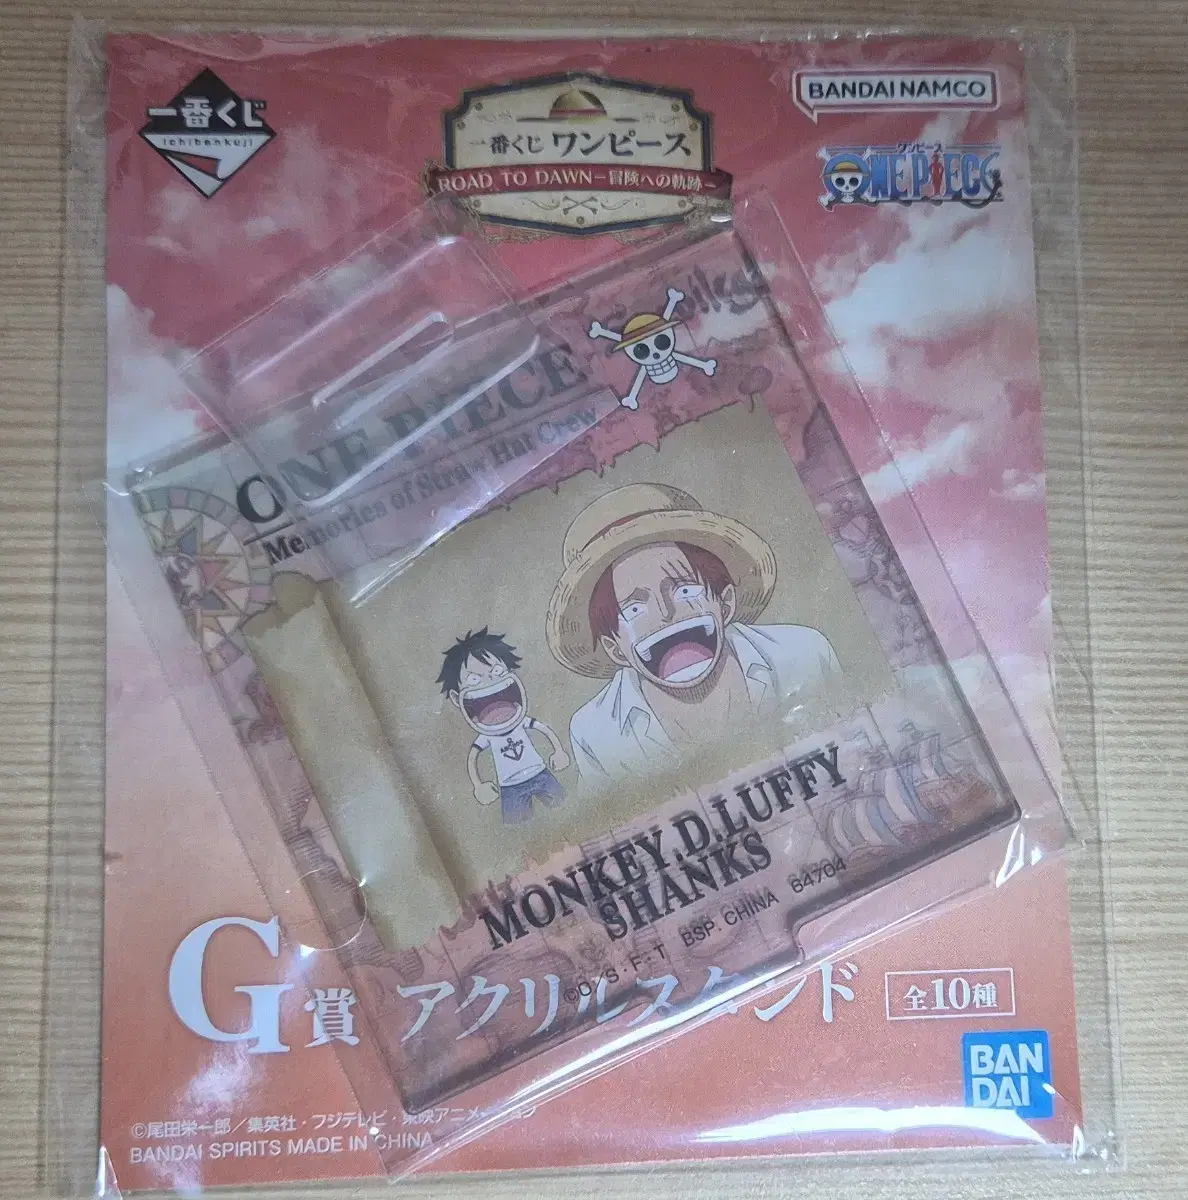 一番くじ
ichibankuji
一番くじ ワンピース
ROAD TO DAWN-冒険への軌跡-
BANDAI NAMCO
ワンピース
ONE PIECE
ONE PIECE
Memories of Straw Hat Crew
MONKEY.D.LUFFY
SHANKS
©O/S・F・T BSP. CHINA 64704
G賞 アクリルスタンド 全10種
BAN
DAI
©尾田栄一郎/集英社・フジテレビ・東映アニメーション
BANDAI SPIRITS MADE IN CHINA